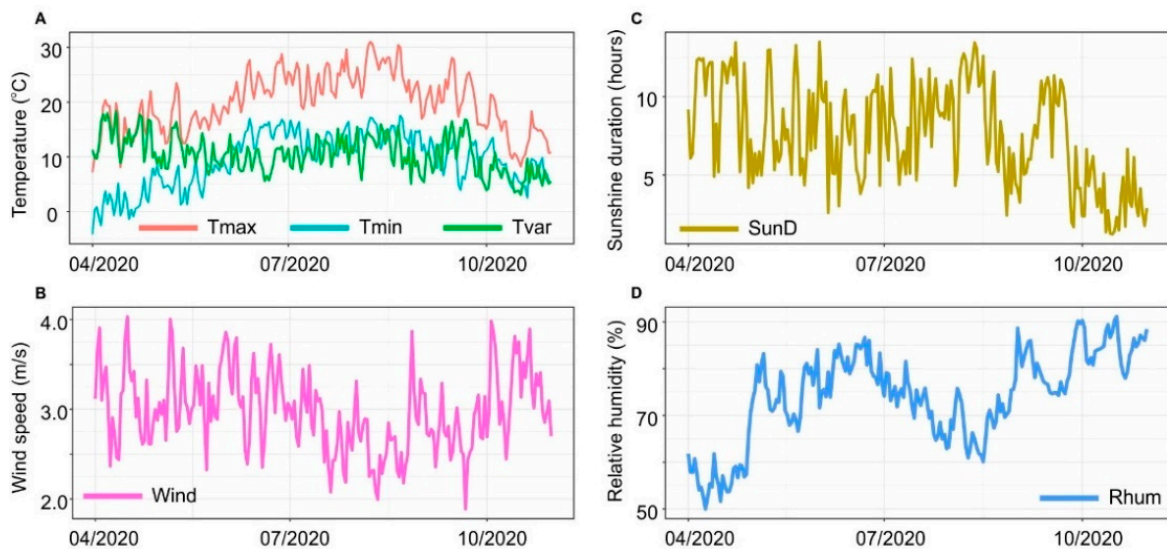 A
Temperature (°C)
30
20
10
0
Tmax Tmin Tvar
04/2020 07/2020 10/2020
C
Sunshine duration (hours)
10
5
SunD
04/2020 07/2020 10/2020
B
Wind speed (m/s)
4.0
3.0
2.0
Wind
04/2020 07/2020 10/2020
D
Relative humidity (%)
90
70
50
Rhum
04/2020 07/2020 10/2020